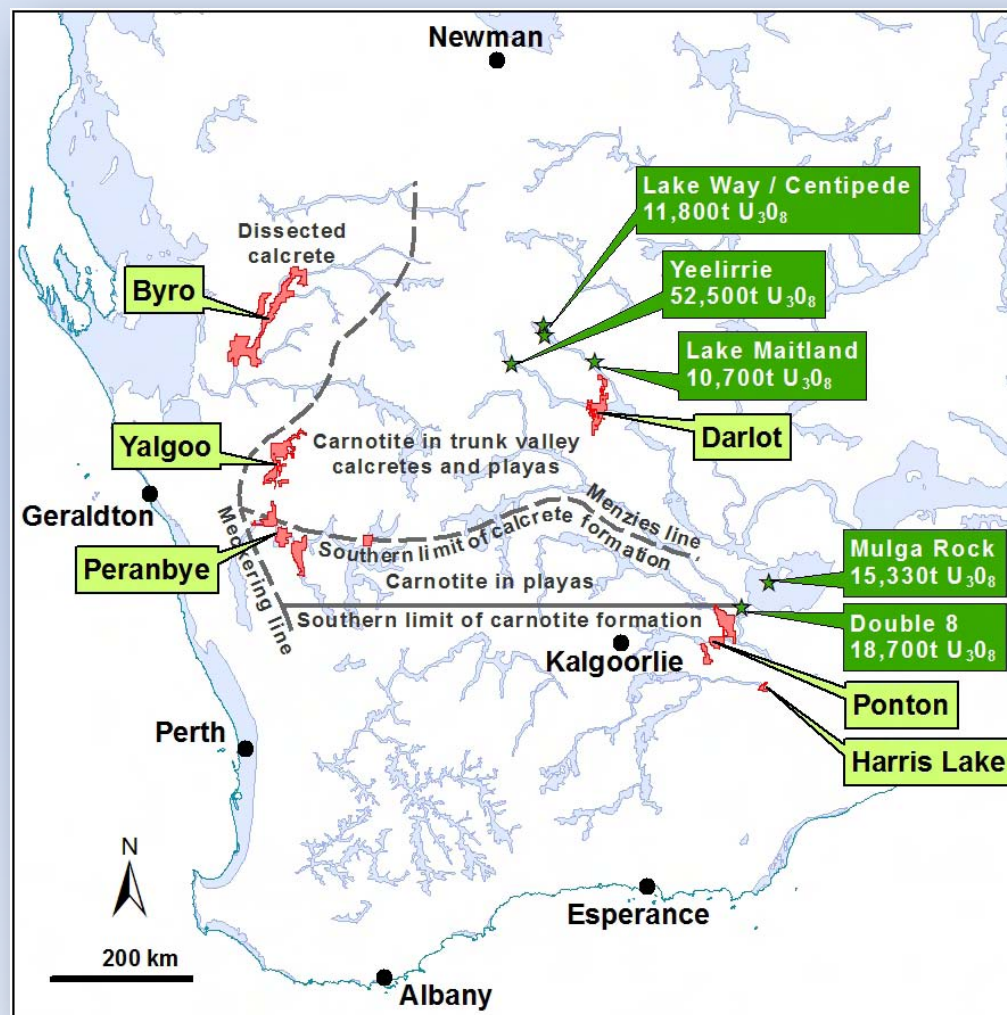 Newman
Lake Way / Centipede
11,800t U₃0₈
Dissected
calcrete
Yeelirrie
52,500t U₃0₈
Byro
Lake Maitland
10,700t U₃0₈
Darlot
Yalgoo
Carnotite in trunk valley
calcretes and playas
Geraldton
Menzies line
Meckering line
Southern limit of calcrete formation
Peranbye
Mulga Rock
15,330t U₃0₈
Carnotite in playas
Southern limit of carnotite formation
Double 8
18,700t U₃0₈
Kalgoorlie
Ponton
Perth
Harris Lake
N
Esperance
200 km
Albany